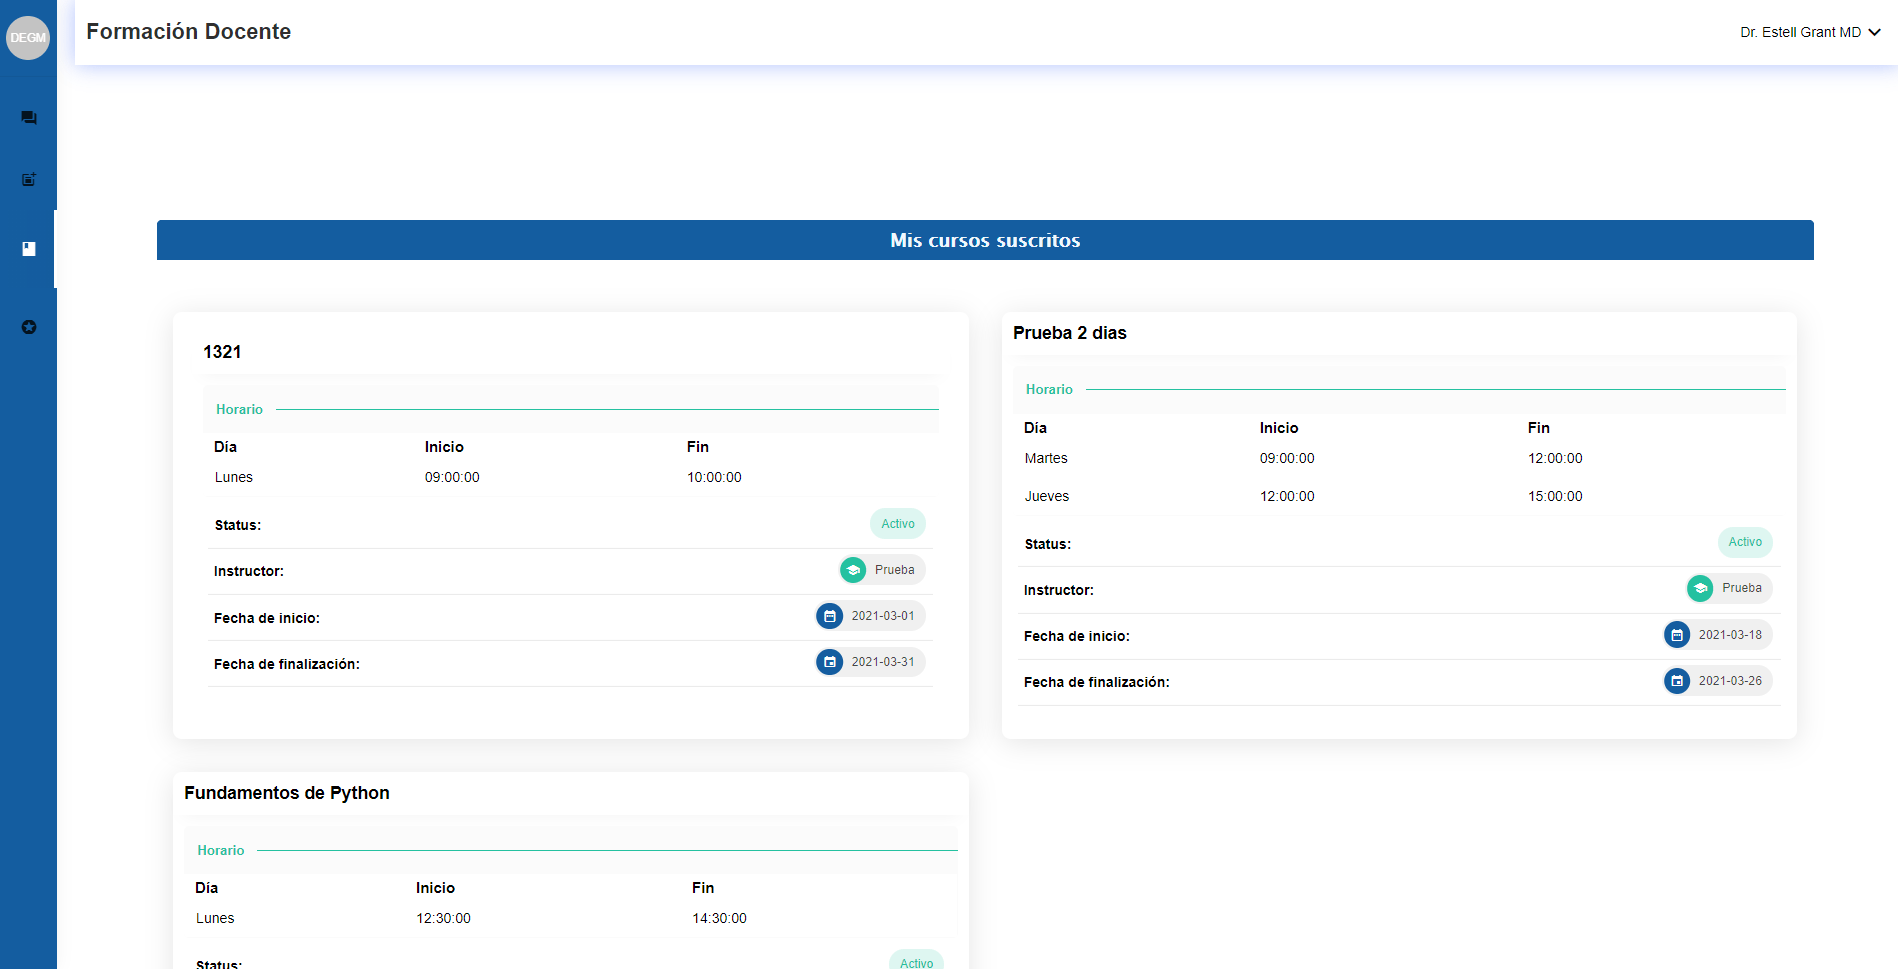 DEGM
Formación Docente
Dr. Estell Grant MD
Mis cursos suscritos
1321
Horario
Día Inicio Fin
Lunes 09:00:00 10:00:00
Status: Activo
Instructor: Prueba
Fecha de inicio: 2021-03-01
Fecha de finalización: 2021-03-31
Prueba 2 dias
Horario
Día Inicio Fin
Martes 09:00:00 12:00:00
Jueves 12:00:00 15:00:00
Status: Activo
Instructor: Prueba
Fecha de inicio: 2021-03-18
Fecha de finalización: 2021-03-26
Fundamentos de Python
Horario
Día Inicio Fin
Lunes 12:30:00 14:30:00
Status: Activo